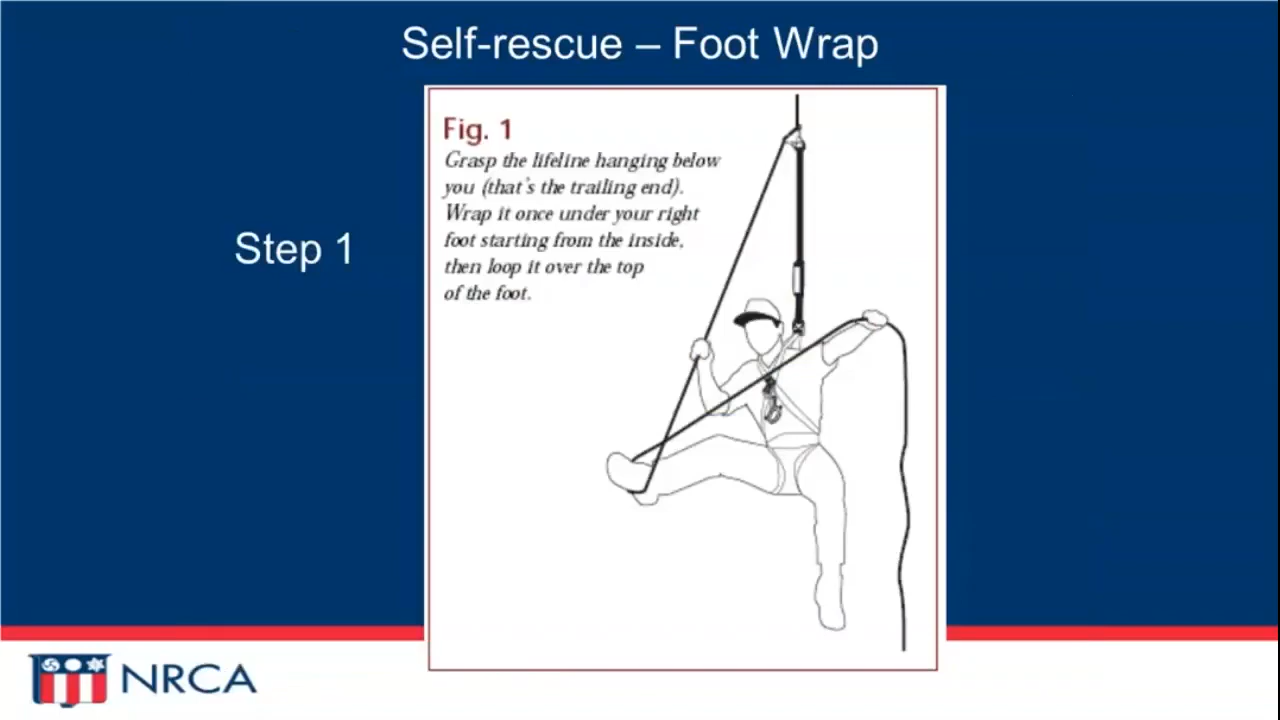 Self-rescue – Foot Wrap
Step 1
Fig. 1
Grasp the lifeline hanging below
you (that's the trailing end).
Wrap it once under your right
foot starting from the inside,
then loop it over the top
of the foot.
NRCA